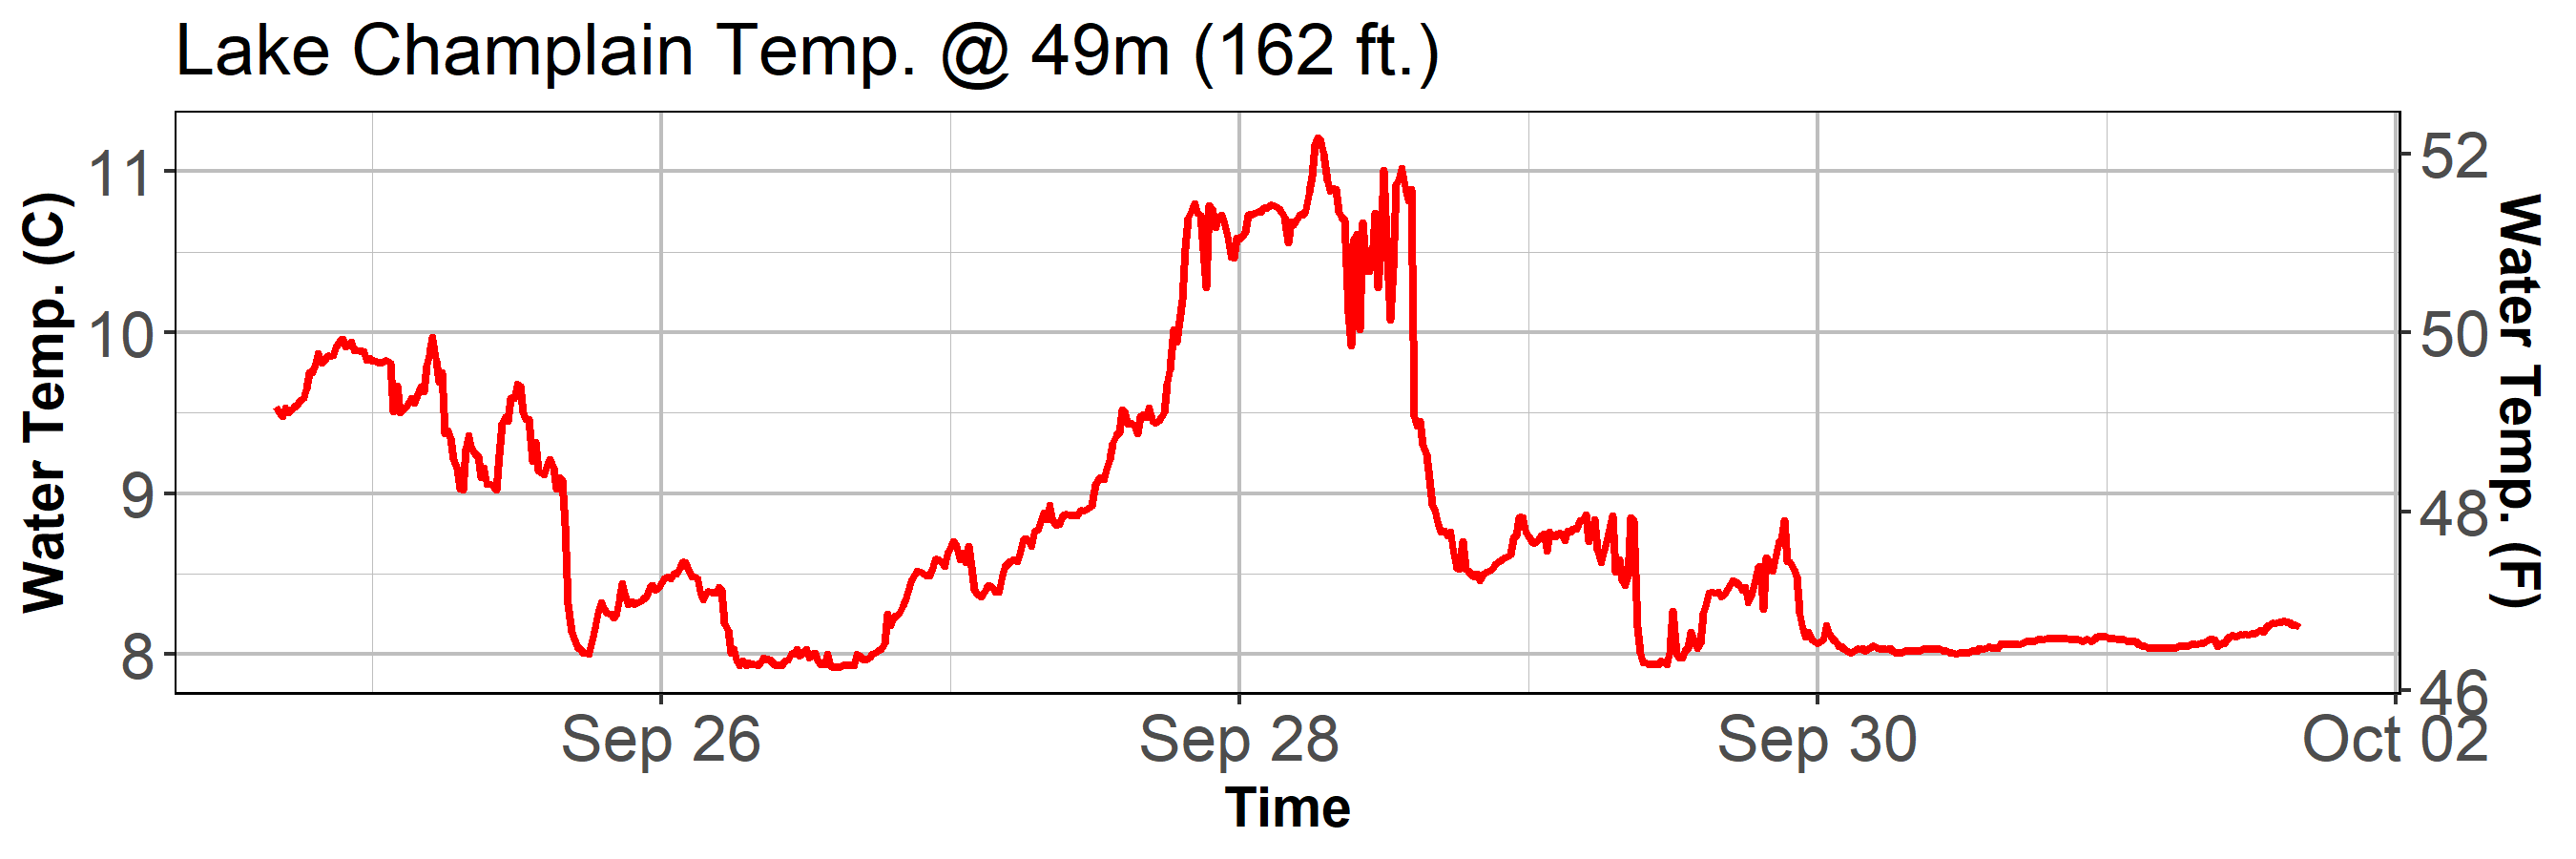 Lake Champlain Temp. @ 49m (162 ft.)
Water Temp. (C)
11
10
9
8
52
50
48
46
Water Temp. (F)
Sep 26
Sep 28
Sep 30
Oct 02
Time